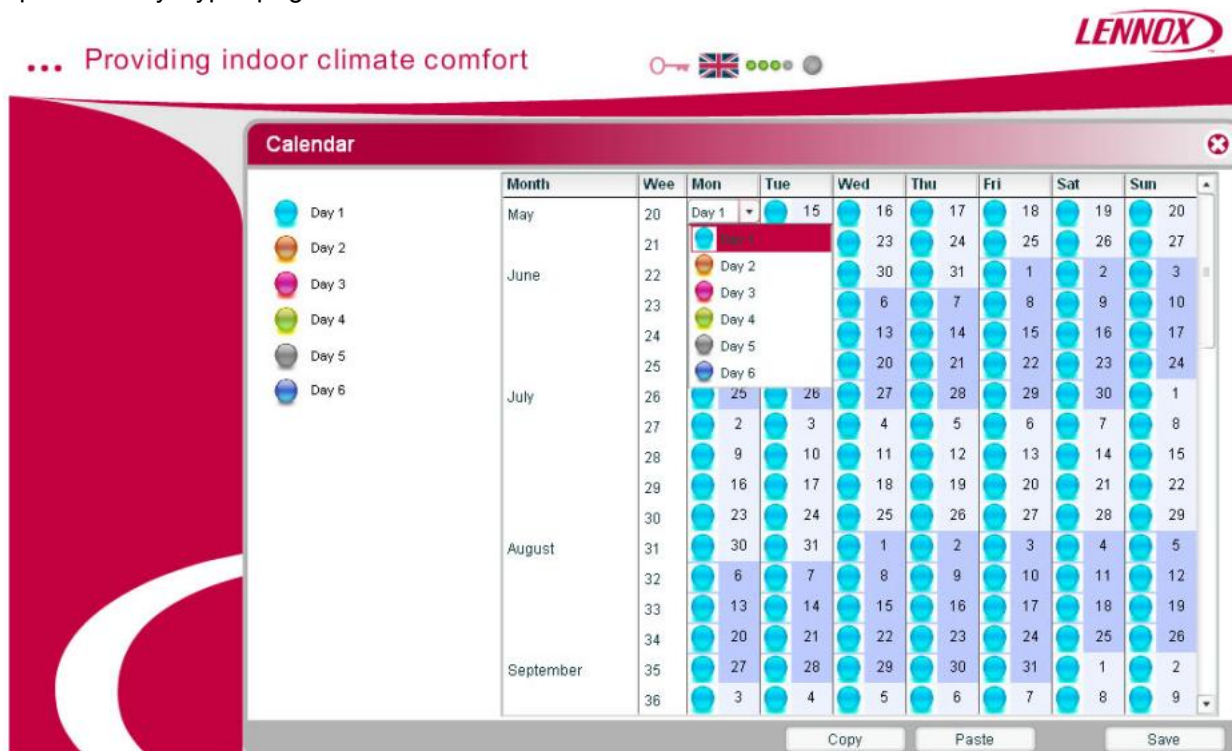 LENNOX
... Providing indoor climate comfort
Calendar
Day 1
Day 2
Day 3
Day 4
Day 5
Day 6
Month Wee Mon Tue Wed Thu Fri Sat Sun
May 20 Day 1 15 16 17 18 19 20
21 23 24 25 26 27
Day 2
June 22 30 31 1 2 3
Day 3
23 6 7 8 9 10
Day 4
24 13 14 15 16 17
Day 5
25 20 21 22 23 24
Day 6
July 26 25 26 27 28 29 30 1
27 2 3 4 5 6 7 8
28 9 10 11 12 13 14 15
29 16 17 18 19 20 21 22
30 23 24 25 26 27 28 29
August 31 30 31 1 2 3 4 5
32 6 7 8 9 10 11 12
33 13 14 15 16 17 18 19
34 20 21 22 23 24 25 26
September 35 27 28 29 30 31 1 2
36 3 4 5 6 7 8 9
Copy Paste Save